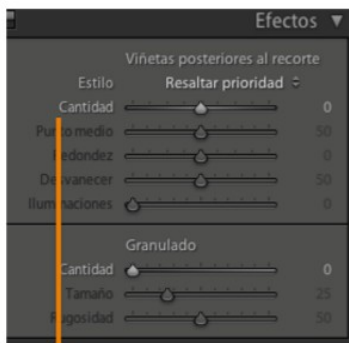 Efectos ▼
Viñetas posteriores al recorte
Estilo Resaltar prioridad
Cantidad 0
Punto medio 50
Redondez 0
Desvanecer 50
Iluminaciones 0
Granulado
Cantidad 0
Tamaño 25
Rugosidad 50